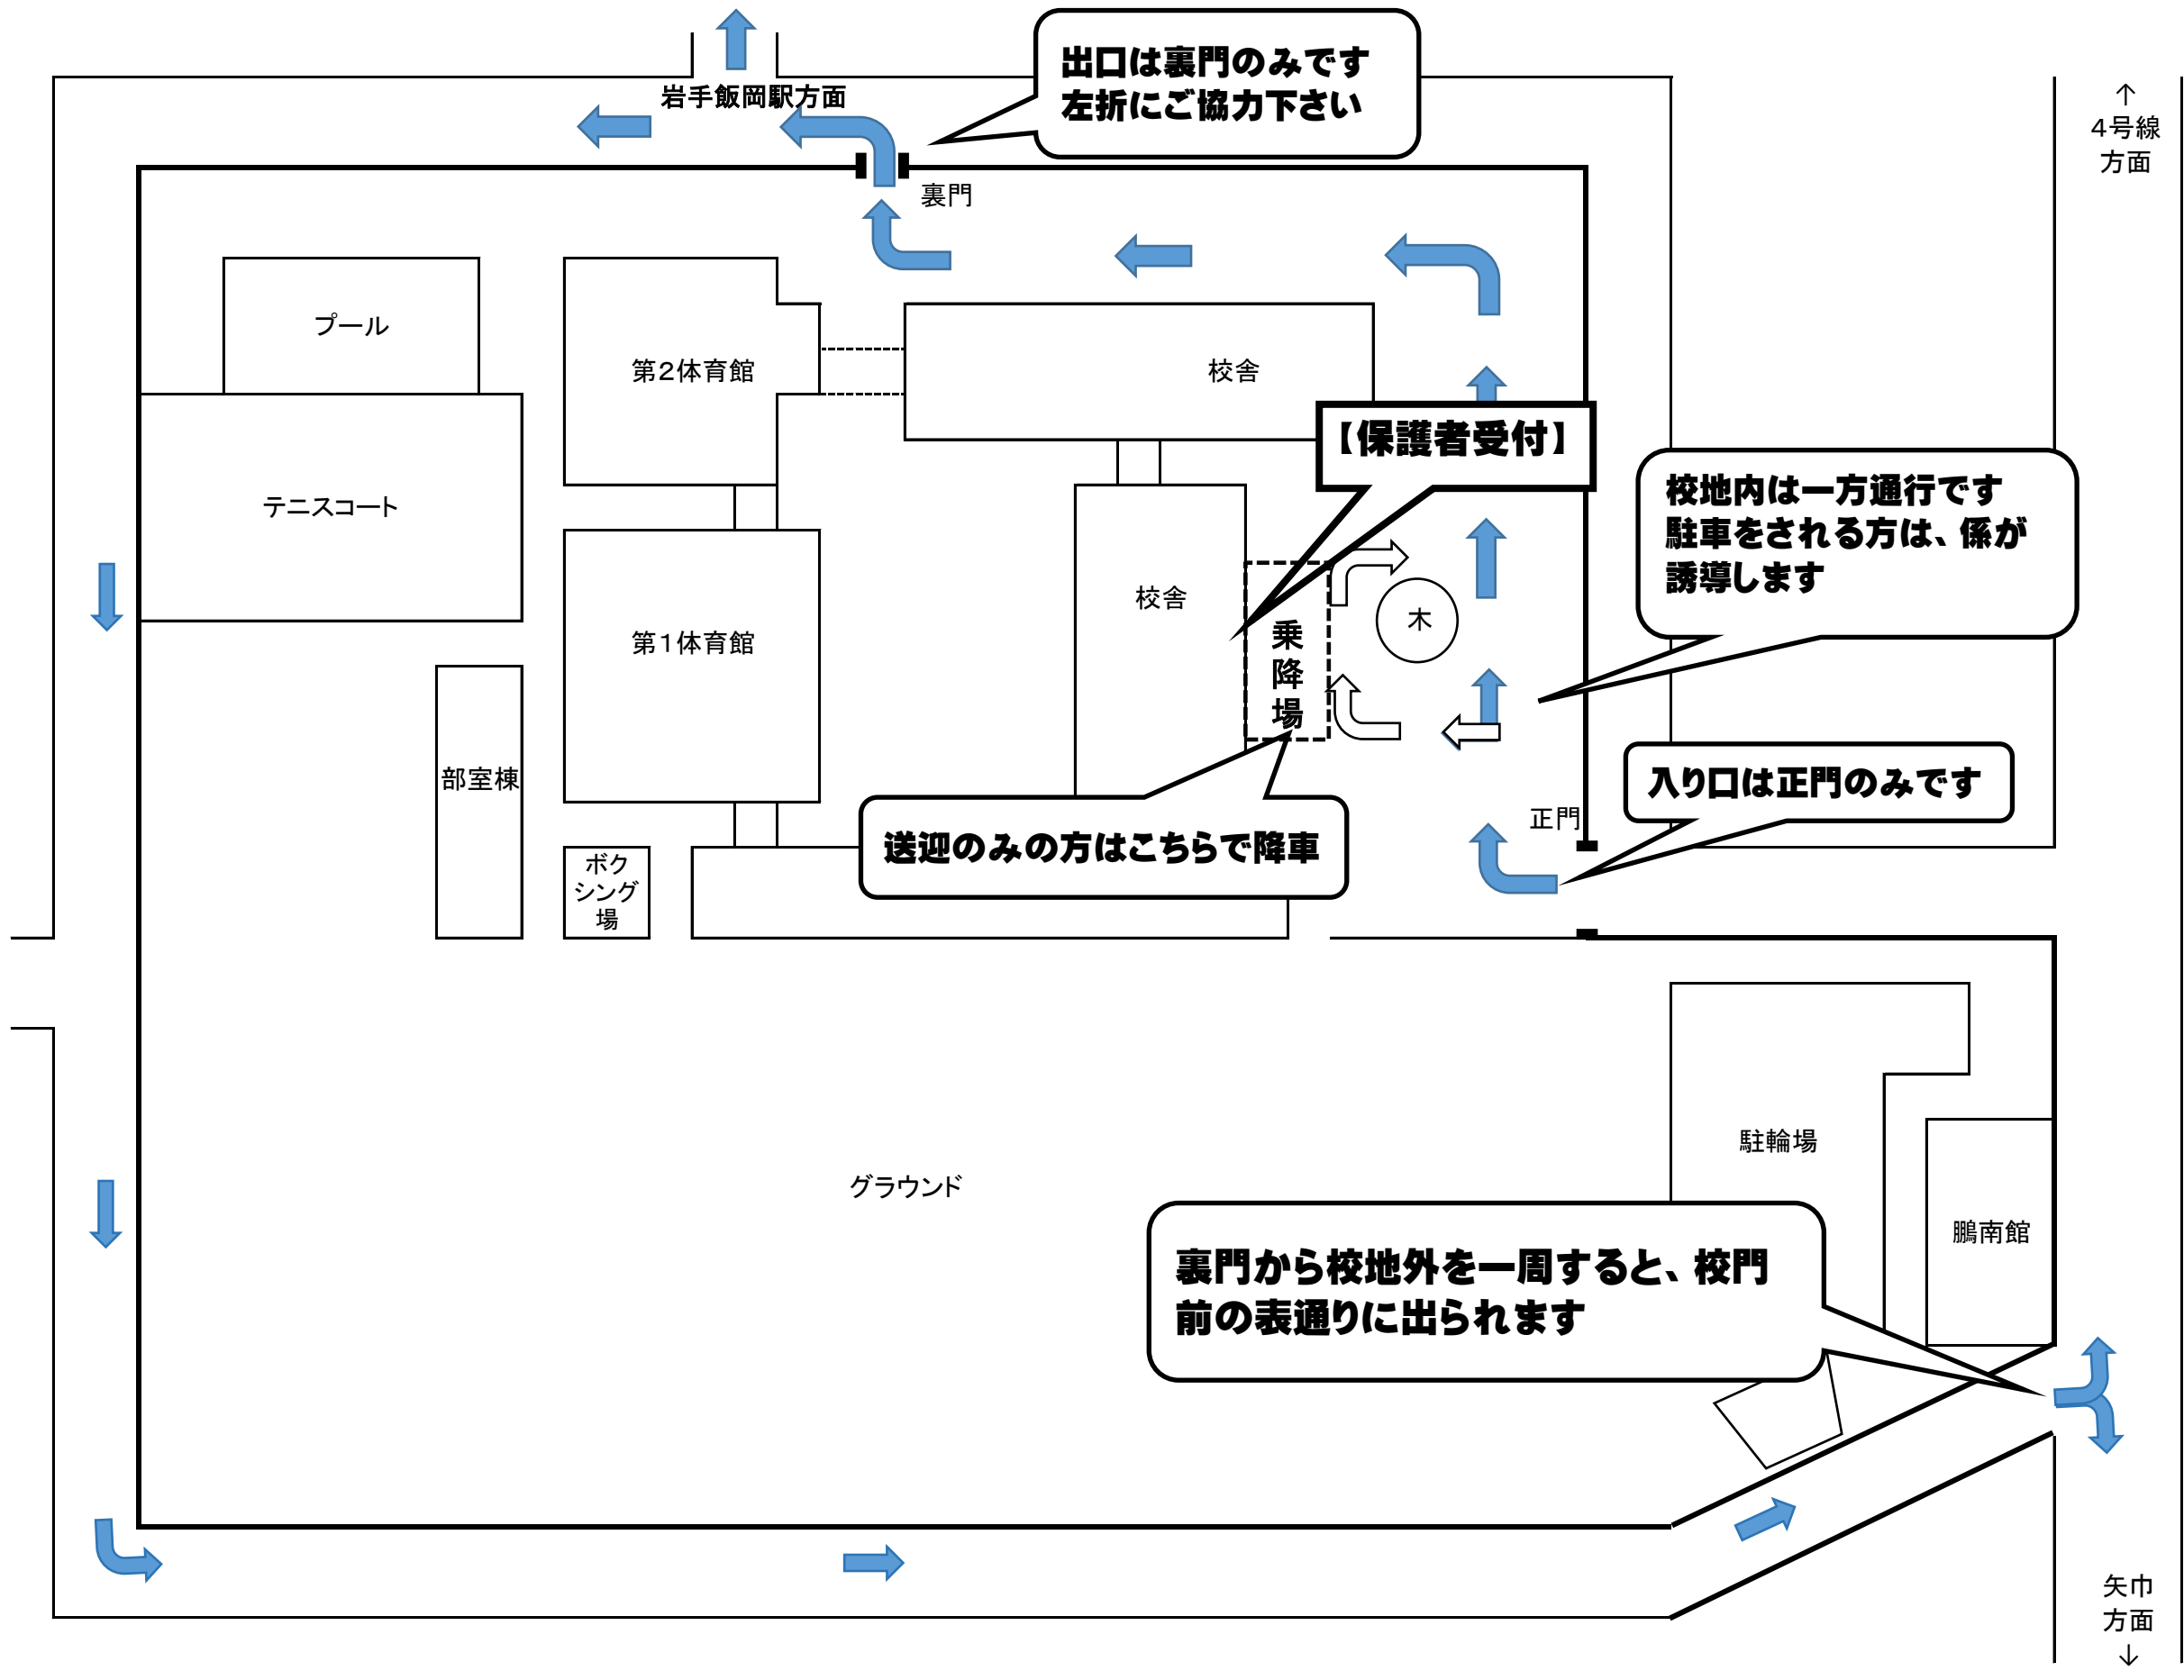 出口は裏門のみです
左折にご協力下さい
岩手飯岡駅方面
↑
4号線
方面
裏門
プール
第2体育館
校舎
【保護者受付】
校地内は一方通行です
駐車をされる方は、係が
誘導します
テニスコート
校舎
木
第1体育館
乗
降
場
部室棟
入り口は正門のみです
正門
送迎のみの方はこちらで降車
ボク
シング
場
駐輪場
グラウンド
鵬南館
裏門から校地外を一周すると、校門
前の表通りに出られます
矢巾
方面
↓